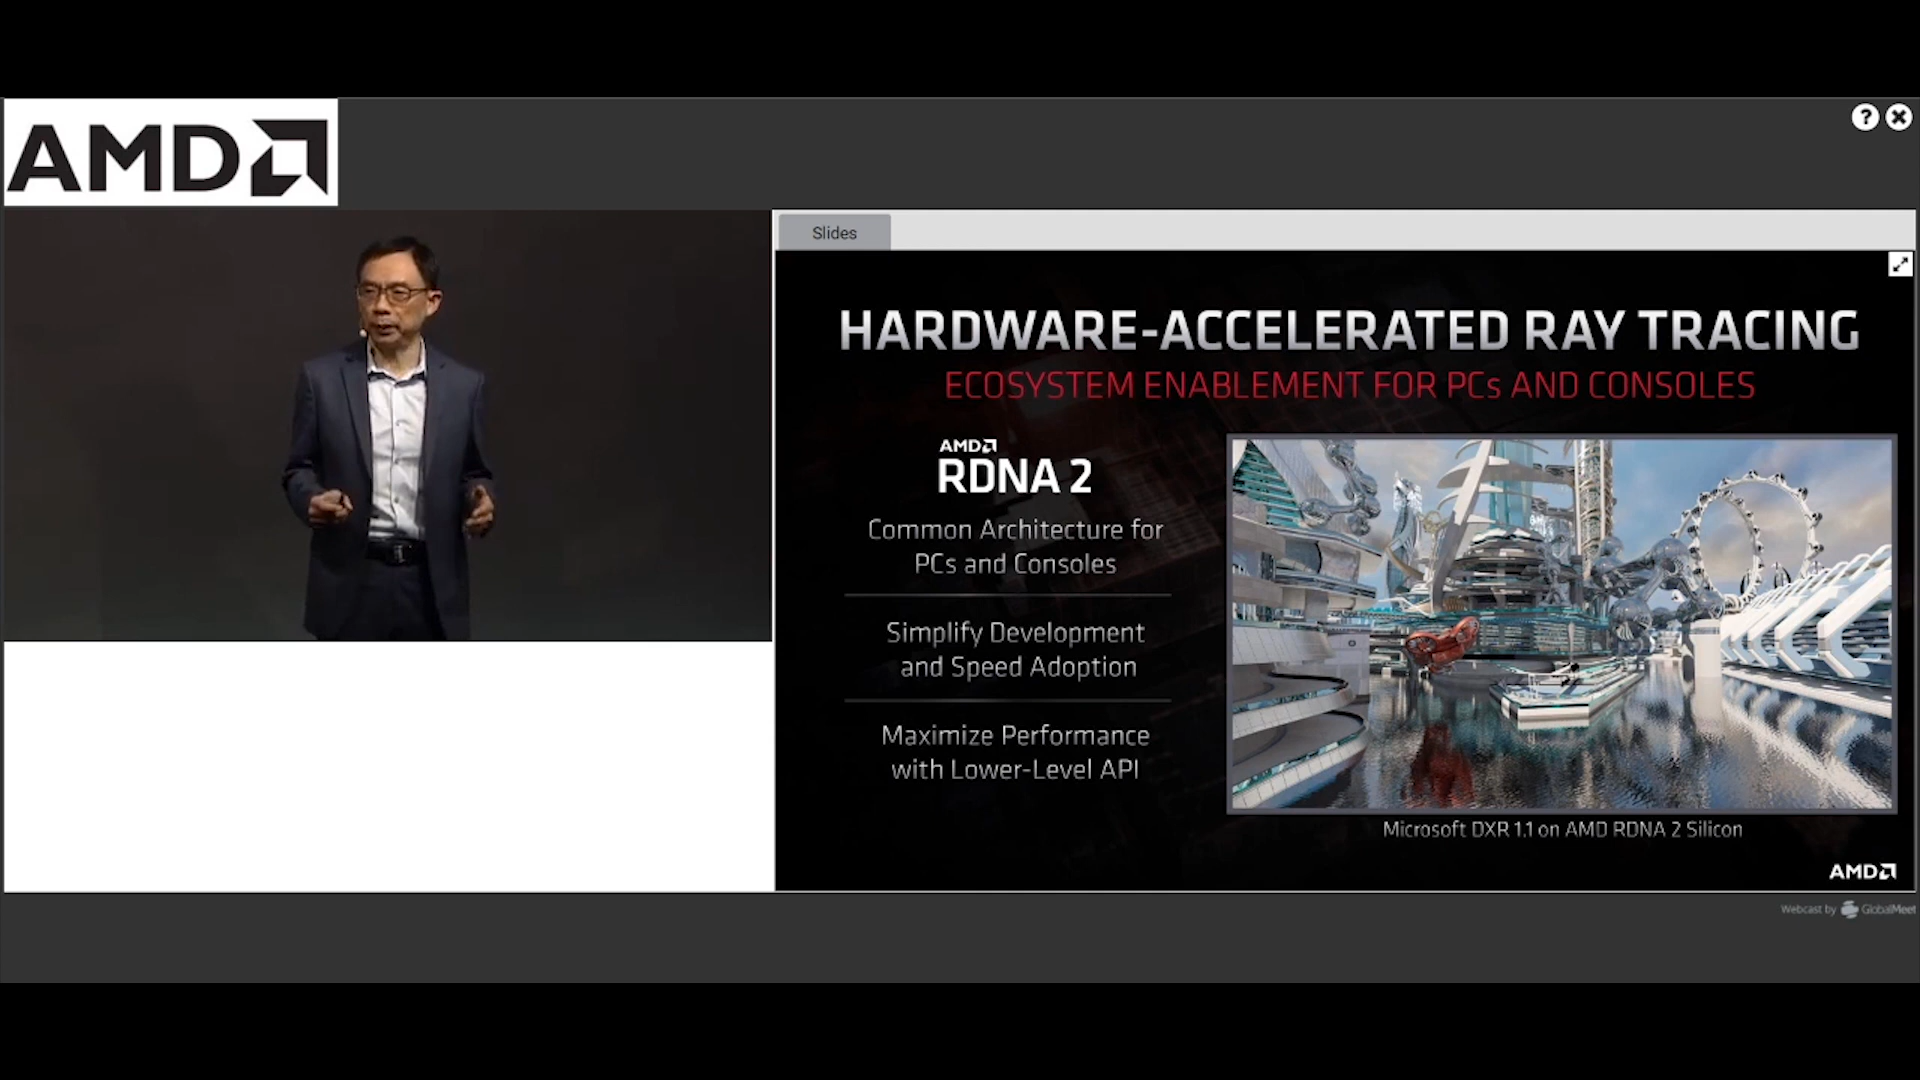 AMD
?
Slides
HARDWARE-ACCELERATED RAY TRACING
ECOSYSTEM ENABLEMENT FOR PCs AND CONSOLES
AMD
RDNA 2
Common Architecture for
PCs and Consoles
Simplify Development
and Speed Adoption
Maximize Performance
with Lower-Level API
Microsoft DXR 1.1 on AMD RDNA 2 Silicon
AMD
Webcast by GlobalMeet